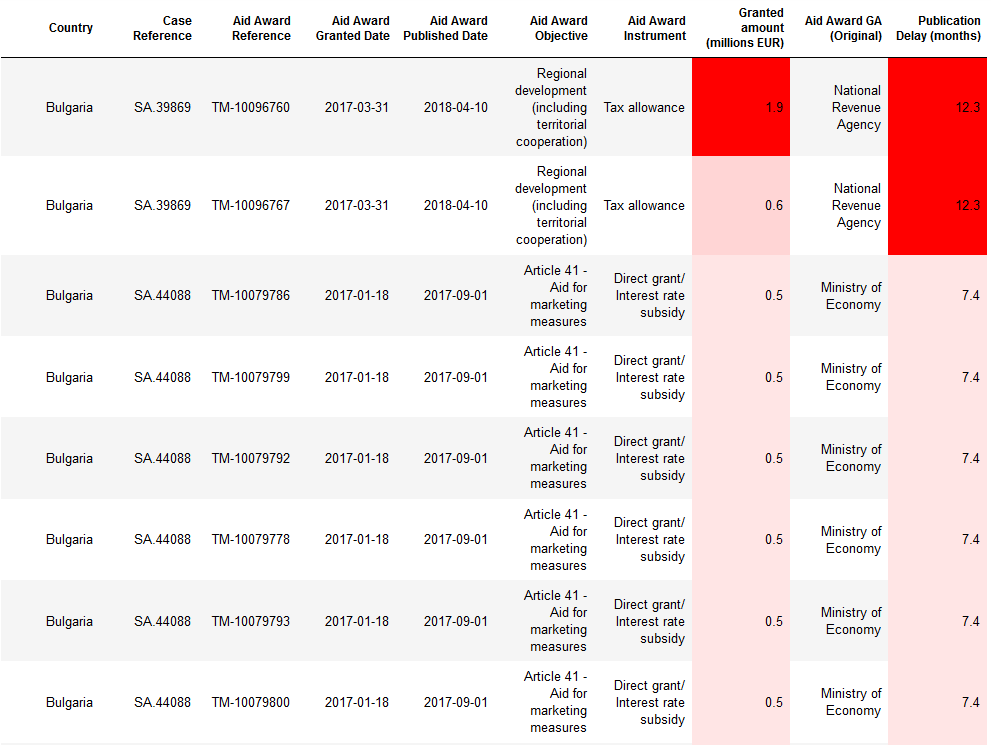 Country
Case
Reference
Aid Award
Reference
Aid Award
Granted Date
Aid Award
Published Date
Aid Award
Objective
Aid Award
Instrument
Granted
amount
(millions EUR)
Aid Award GA
(Original)
Publication
Delay (months)
Bulgaria
SA.39869
TM-10096760
2017-03-31
2018-04-10
Regional
development
(including
territorial
cooperation)
Tax allowance
1.9
National
Revenue
Agency
12.3
Bulgaria
SA.39869
TM-10096767
2017-03-31
2018-04-10
Regional
development
(including
territorial
cooperation)
Tax allowance
0.6
National
Revenue
Agency
12.3
Bulgaria
SA.44088
TM-10079786
2017-01-18
2017-09-01
Article 41 -
Aid for
marketing
measures
Direct grant/
Interest rate
subsidy
0.5
Ministry of
Economy
7.4
Bulgaria
SA.44088
TM-10079799
2017-01-18
2017-09-01
Article 41 -
Aid for
marketing
measures
Direct grant/
Interest rate
subsidy
0.5
Ministry of
Economy
7.4
Bulgaria
SA.44088
TM-10079792
2017-01-18
2017-09-01
Article 41 -
Aid for
marketing
measures
Direct grant/
Interest rate
subsidy
0.5
Ministry of
Economy
7.4
Bulgaria
SA.44088
TM-10079778
2017-01-18
2017-09-01
Article 41 -
Aid for
marketing
measures
Direct grant/
Interest rate
subsidy
0.5
Ministry of
Economy
7.4
Bulgaria
SA.44088
TM-10079793
2017-01-18
2017-09-01
Article 41 -
Aid for
marketing
measures
Direct grant/
Interest rate
subsidy
0.5
Ministry of
Economy
7.4
Bulgaria
SA.44088
TM-10079800
2017-01-18
2017-09-01
Article 41 -
Aid for
marketing
measures
Direct grant/
Interest rate
subsidy
0.5
Ministry of
Economy
7.4